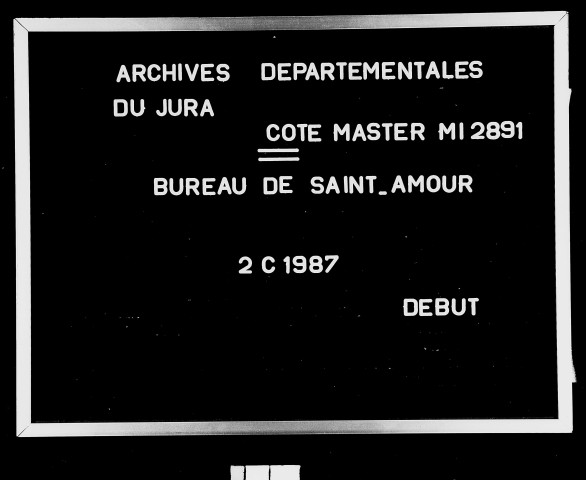 ARCHIVES DEPARTEMENTALES
DU JURA
COTE MASTER MI 2891
BUREAU DE SAINT_AMOUR
2 C 1987
DEBUT